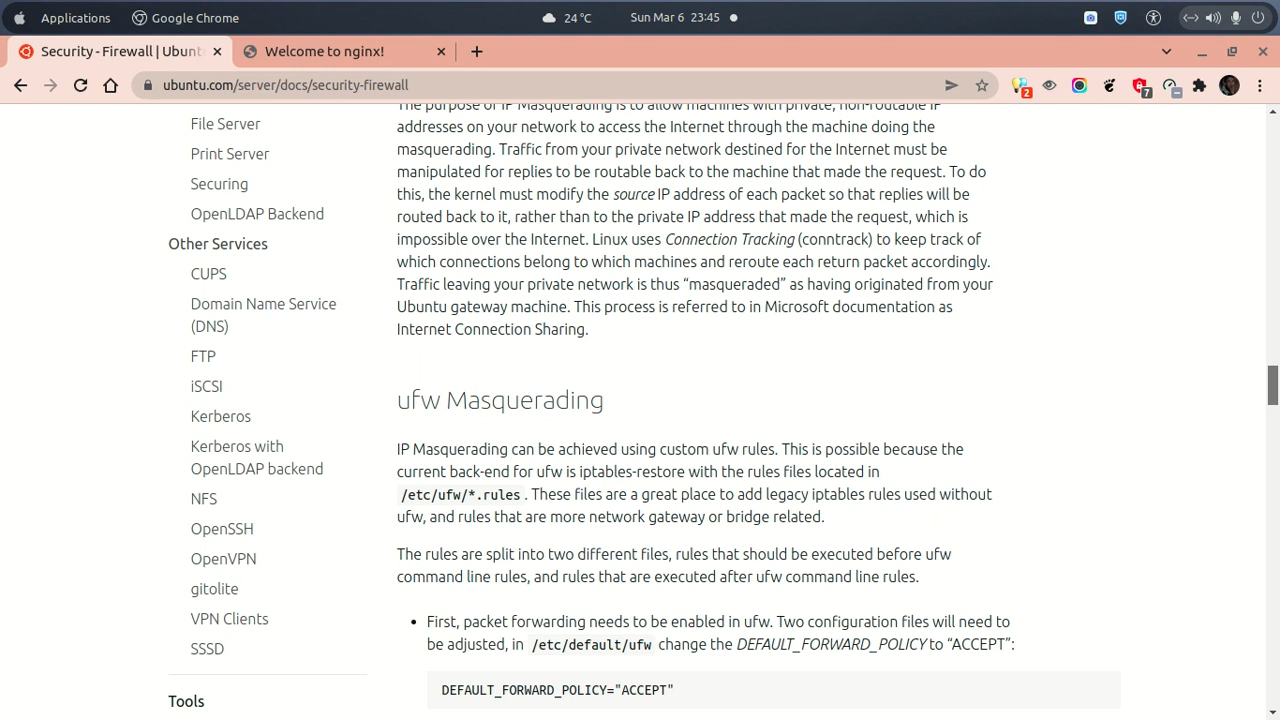 Applications
Google Chrome
24 °C
Sun Mar 6 23:45
Security - Firewall | Ubunt
Welcome to nginx!
ubuntu.com/server/docs/security-firewall
2
7
File Server
Print Server
Securing
OpenLDAP Backend
Other Services
CUPS
Domain Name Service
(DNS)
FTP
iSCSI
Kerberos
Kerberos with
OpenLDAP backend
NFS
OpenSSH
OpenVPN
gitolite
VPN Clients
SSSD
Tools
The purpose of IP Masquerading is to allow machines with private, non-routable IP
addresses on your network to access the Internet through the machine doing the
masquerading. Traffic from your private network destined for the Internet must be
manipulated for replies to be routable back to the machine that made the request. To do
this, the kernel must modify the source IP address of each packet so that replies will be
routed back to it, rather than to the private IP address that made the request, which is
impossible over the Internet. Linux uses Connection Tracking (conntrack) to keep track of
which connections belong to which machines and reroute each return packet accordingly.
Traffic leaving your private network is thus “masqueraded” as having originated from your
Ubuntu gateway machine. This process is referred to in Microsoft documentation as
Internet Connection Sharing.
ufw Masquerading
IP Masquerading can be achieved using custom ufw rules. This is possible because the
current back-end for ufw is iptables-restore with the rules files located in
/etc/ufw/*.rules. These files are a great place to add legacy iptables rules used without
ufw, and rules that are more network gateway or bridge related.
The rules are split into two different files, rules that should be executed before ufw
command line rules, and rules that are executed after ufw command line rules.
• First, packet forwarding needs to be enabled in ufw. Two configuration files will need to
be adjusted, in /etc/default/ufw change the DEFAULT_FORWARD_POLICY to “ACCEPT”:
DEFAULT_FORWARD_POLICY="ACCEPT"